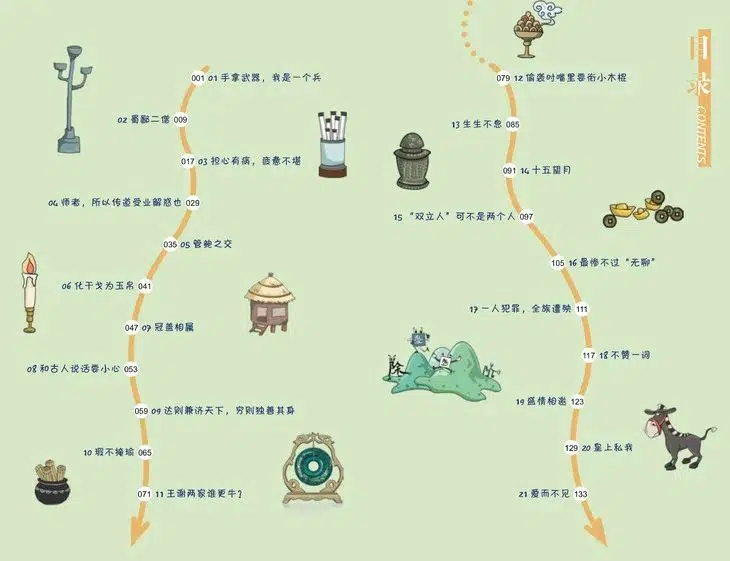 目录
CONTENTS
001 01 手拿武器，我是一个兵
02 蜀鄙二僧 009
017 03 担心有病，疲惫不堪
04 师者，所以传道受业解惑也 029
035 05 管鲍之交
06 化干戈为玉帛 041
047 07 冠盖相属
08 和古人说话要小心 053
059 09 达则兼济天下，穷则独善其身
10 瑕不掩瑜 065
071 11 王谢两家谁更牛？
079 12 偷袭时嘴里要衔小木棍
13 生生不息 085
091 14 十五望月
15 “双立人”可不是两个人 097
105 16 最惨不过“无聊”
17 一人犯罪，全族遭殃 111
117 18 不赞一词
19 盛情相邀 123
129 20 皇上私我
21 爱而不见 133